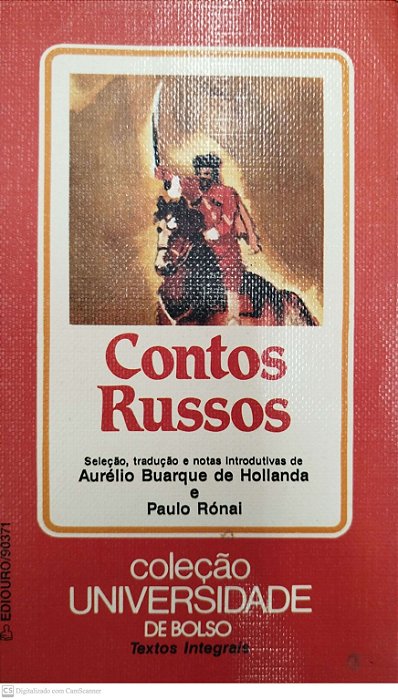 Contos
Russos
Seleção, tradução e notas introdutivas de
Aurélio Buarque de Hollanda
e
Paulo Rónai
coleção
UNIVERSIDADE
DE BOLSO
Textos Integrais
EDIOURO/90371
CS Digitalizado com CamScanner